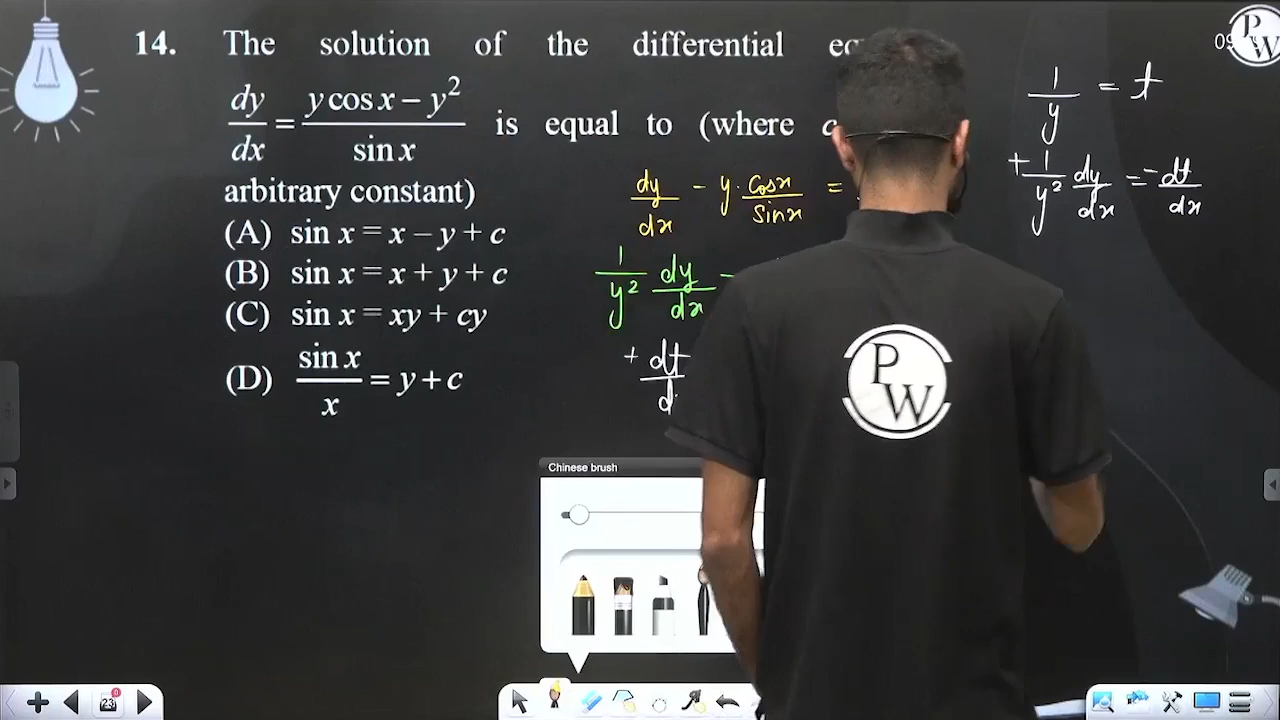 14. The solution of the differential
dy/dx = (y cos x − y²)/sin x is equal to (where c
arbitrary constant)
(A) sin x = x − y + c
(B) sin x = x + y + c
(C) sin x = xy + cy
(D) sin x/x = y + c
dy/dx − y. Cosx/Sinx =
1/y² dy/dx −
+ dt/d
1/y = t
+ 1/y² dy/dx = − dt/dx
Chinese brush
P
W
P
W
23
0